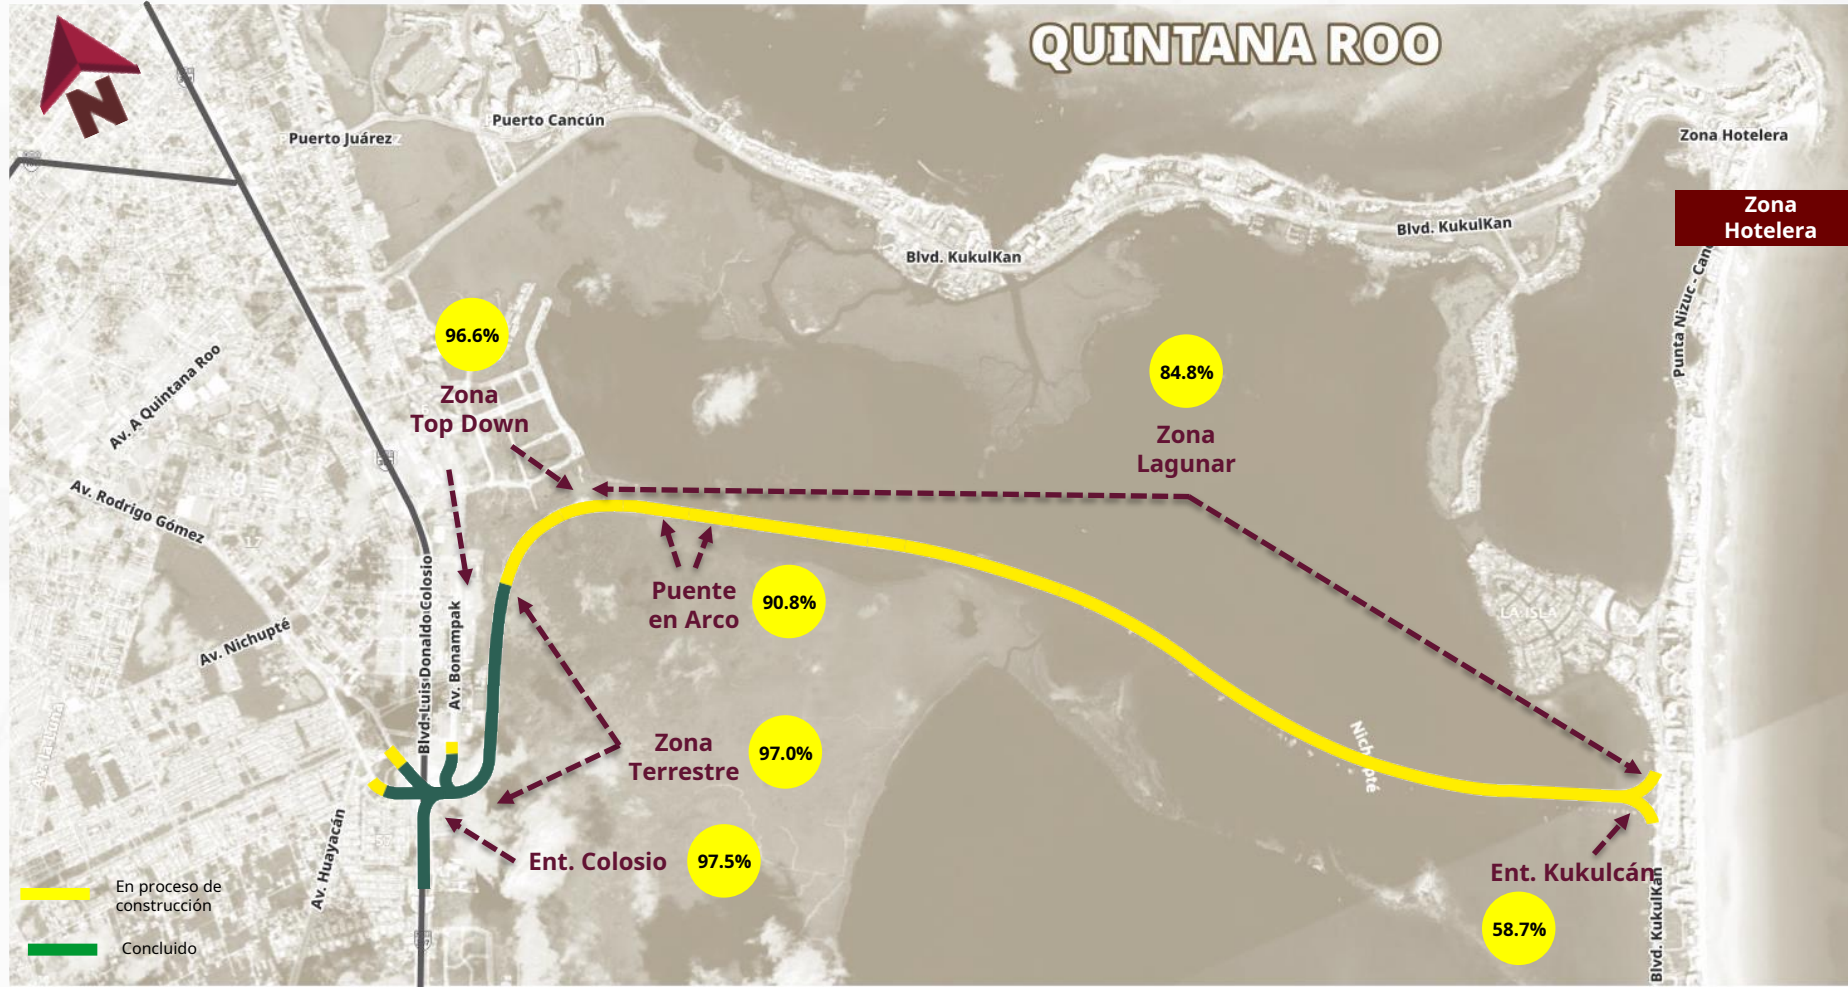 QUINTANA ROO
N
Puerto Juárez
Puerto Cancún
Zona Hotelera
Zona
Hotelera
Blvd. KukulKan
Blvd. KukulKan
Punta Nizuc - Can
96.6%
Zona
Top Down
84.8%
Zona
Lagunar
Av. A Quintana Roo
Av. Rodrigo Gómez
17
Av. Nichupté
Blvd. Luis Donaldo Colosio
Av. Bonampak
Puente
en Arco
90.8%
LA ISLA
Zona
Terrestre
97.0%
Nichupté
Av. Huayacán
Ent. Colosio
97.5%
Ent. Kukulcán
58.7%
Blvd. KukulKan
En proceso de
construcción
Concluido